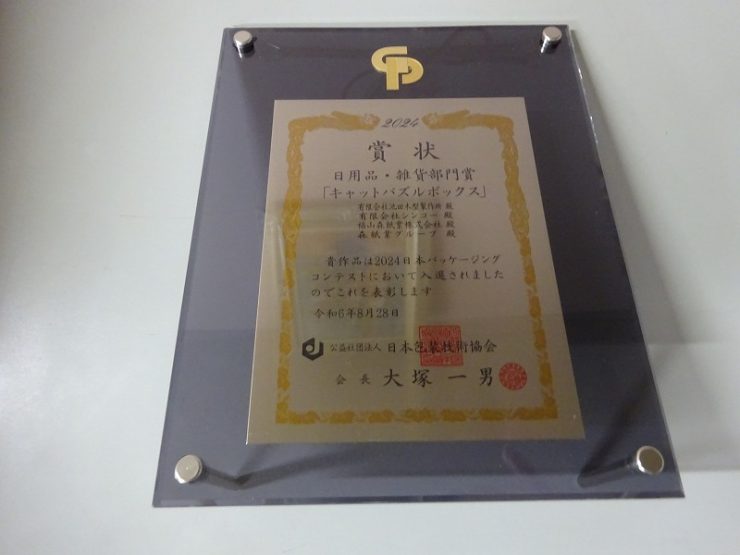 CP
2024
賞状
日用品・雑貨部門賞
「キャットパズルボックス」
有限会社池田木型製作所 殿
有限会社シンコー 殿
福山森紙業株式会社 殿
森紙業グループ 殿
貴作品は2024日本パッケージング
コンテストにおいて入選されました
のでこれを表彰します
令和6年8月28日
公益社団法人 日本包装技術協会
会長 大塚一男